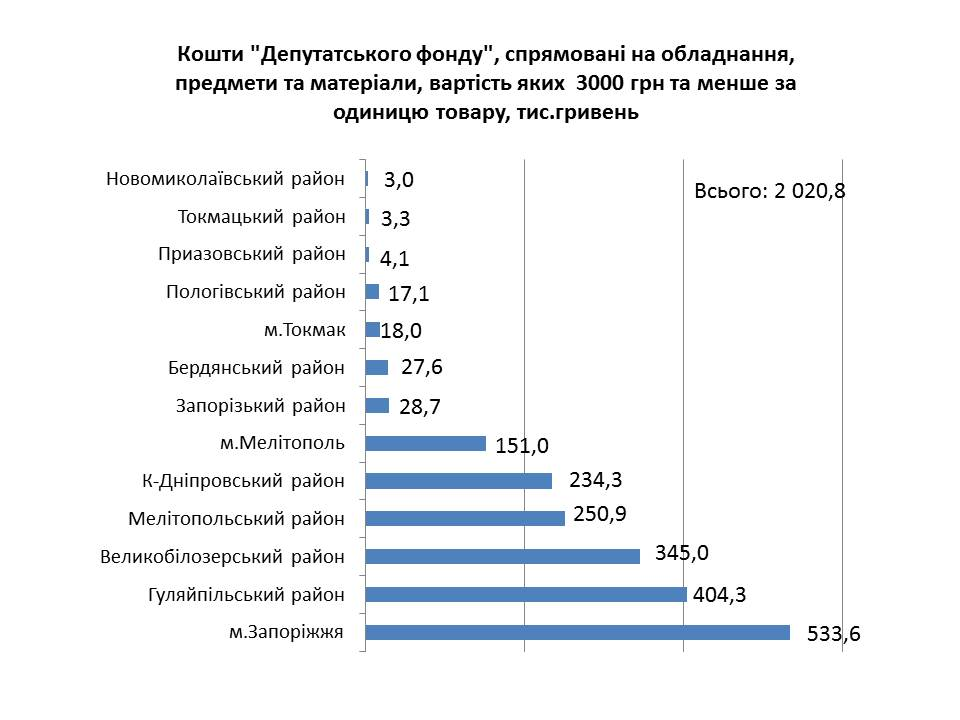 Кошти "Депутатського фонду", спрямовані на обладнання,
предмети та матеріали, вартість яких 3000 грн та менше за
одиницю товару, тис.гривень
Всього: 2 020,8
Новомиколаївський район 3,0
Токмацький район 3,3
Приазовський район 4,1
Пологівський район 17,1
м.Токмак 18,0
Бердянський район 27,6
Запорізький район 28,7
м.Мелітополь 151,0
К-Дніпровський район 234,3
Мелітопольський район 250,9
Великобілозерський район 345,0
Гуляйпільський район 404,3
м.Запоріжжя 533,6